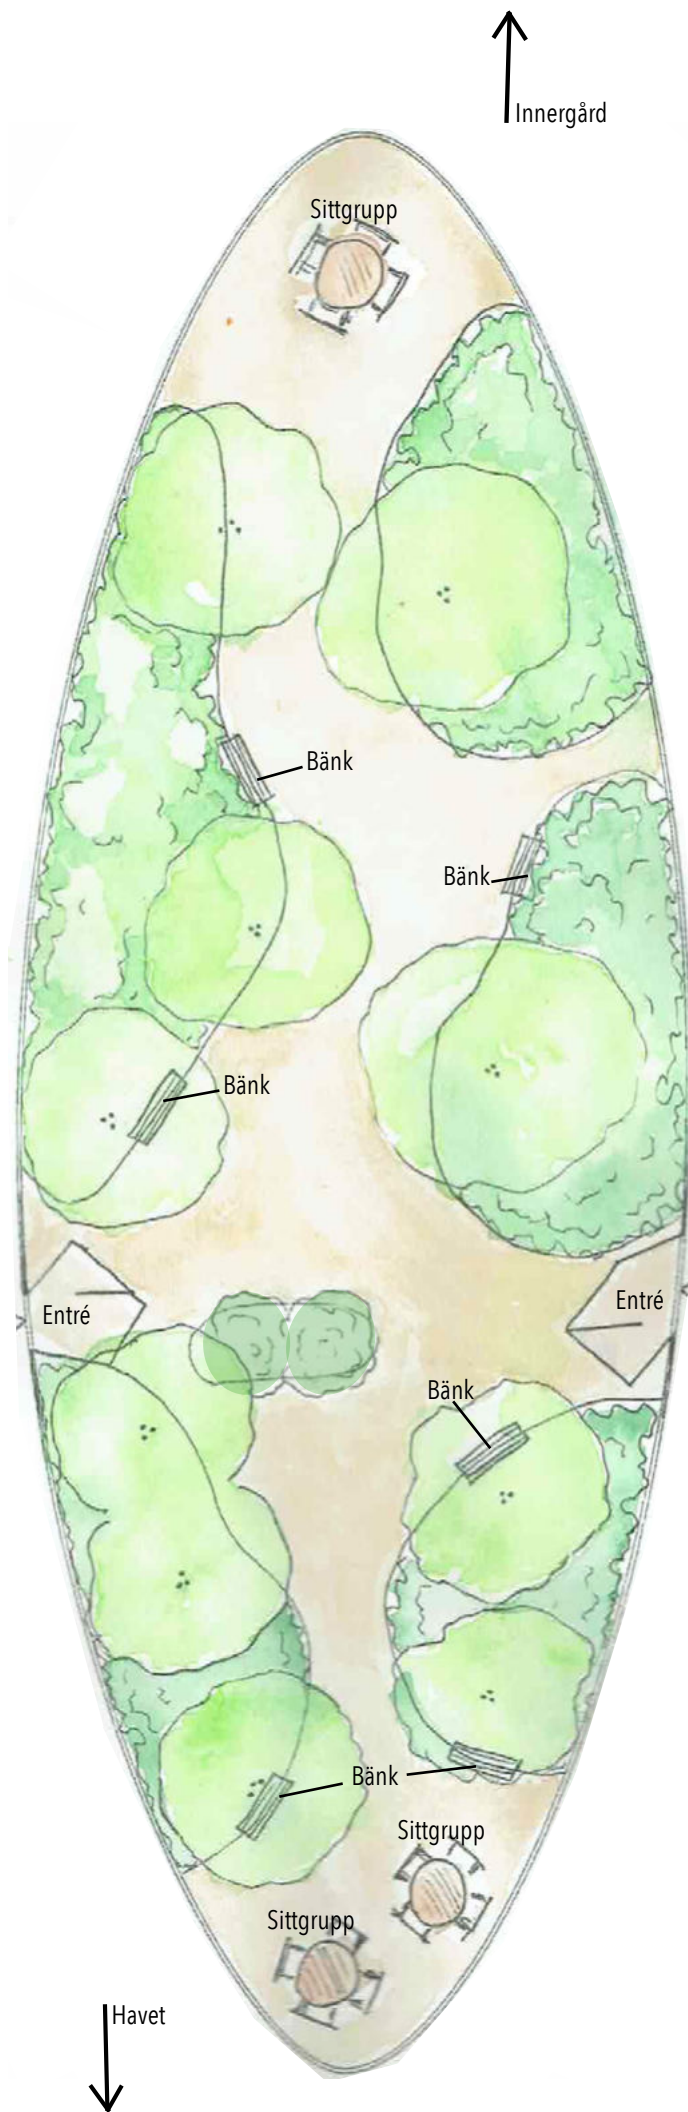 Innergård
Sittgrupp
Bänk
Bänk
Bänk
Entré
Entré
Bänk
Bänk
Sittgrupp
Sittgrupp
Havet